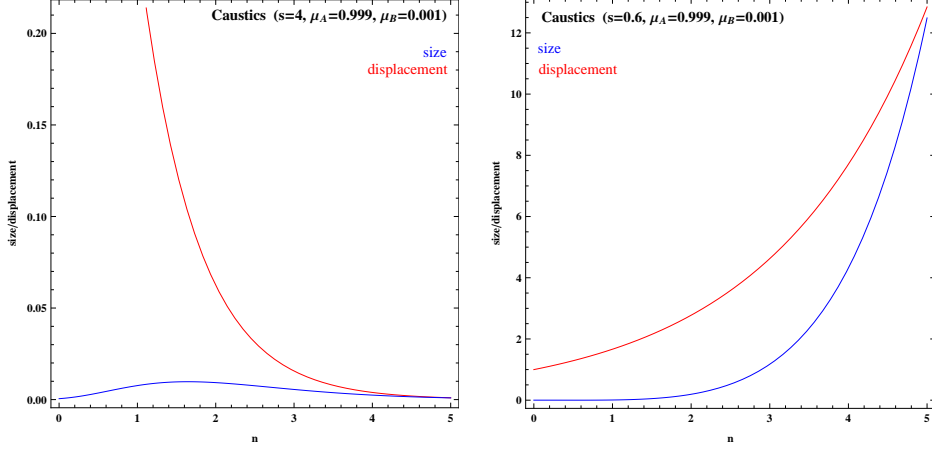 Caustics (s=4, μA=0.999, μB=0.001)
size
displacement
0.20
0.15
0.10
0.05
0.00
size/displacement
0
1
2
3
4
5
n
Caustics (s=0.6, μA=0.999, μB=0.001)
size
displacement
12
10
8
6
4
2
0
size/displacement
0
1
2
3
4
5
n